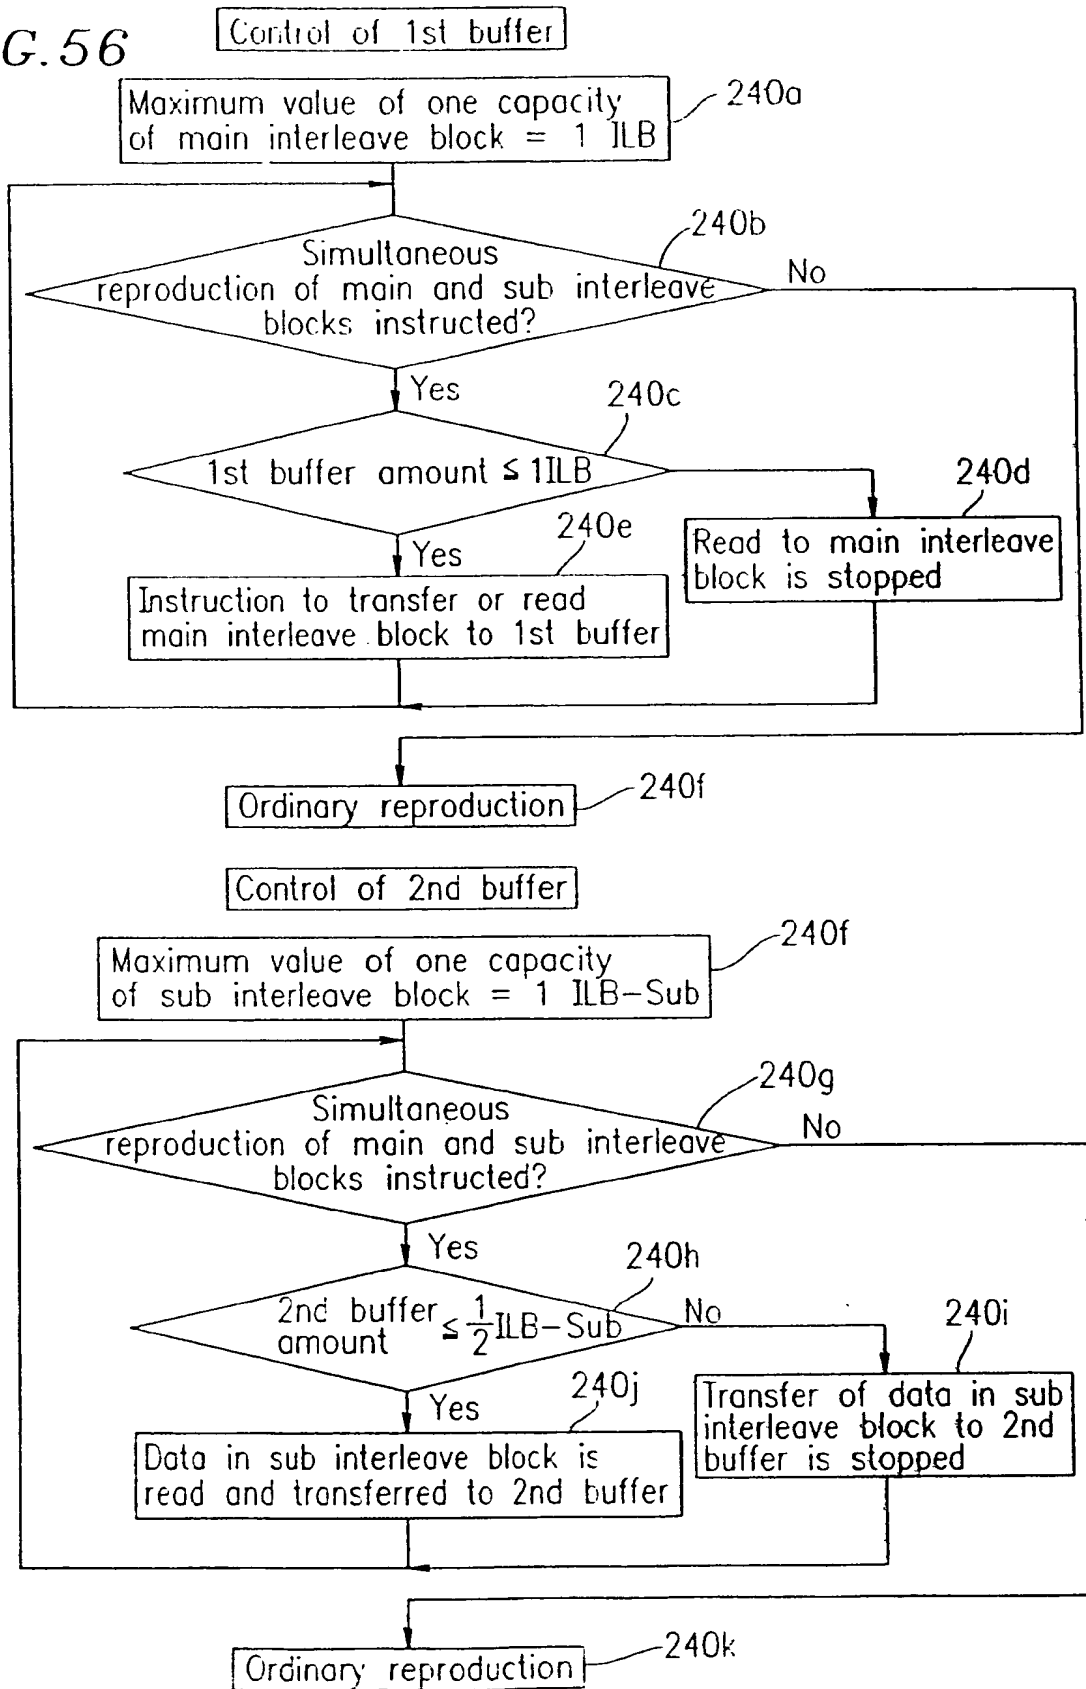 G.56
Control of 1st buffer
Maximum value of one capacity
of main interleave block = 1 ILB
240a
Simultaneous
reproduction of main and sub interleave
blocks instructed?
240b
No
Yes
240c
1st buffer amount ≤ 1ILB
240d
Read to main interleave
block is stopped
240e
Yes
Instruction to transfer or read
main interleave block to 1st buffer
Ordinary reproduction
240f
Control of 2nd buffer
240f
Maximum value of one capacity
of sub interleave block = 1 ILB-Sub
240g
Simultaneous
reproduction of main and sub interleave
blocks instructed?
No
Yes
240h
2nd buffer
amount ≤ 1/2 ILB-Sub
No
240i
Transfer of data in sub
interleave block to 2nd
buffer is stopped
240j
Yes
Data in sub interleave block is
read and transferred to 2nd buffer
Ordinary reproduction
240k